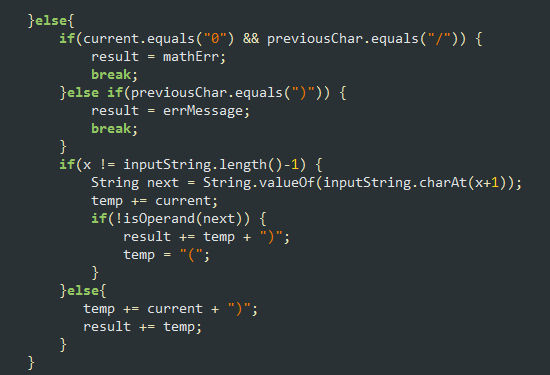 }else{
if(current.equals("0") && previousChar.equals("/")) {
result = mathErr;
break;
}else if(previousChar.equals(")")) {
result = errMessage;
break;
}
if(x != inputString.length()-1) {
String next = String.valueOf(inputString.charAt(x+1));
temp += current;
if(!isOperand(next)) {
result += temp + ")";
temp = "(";
}
}else{
temp += current + ")";
result += temp;
}
}